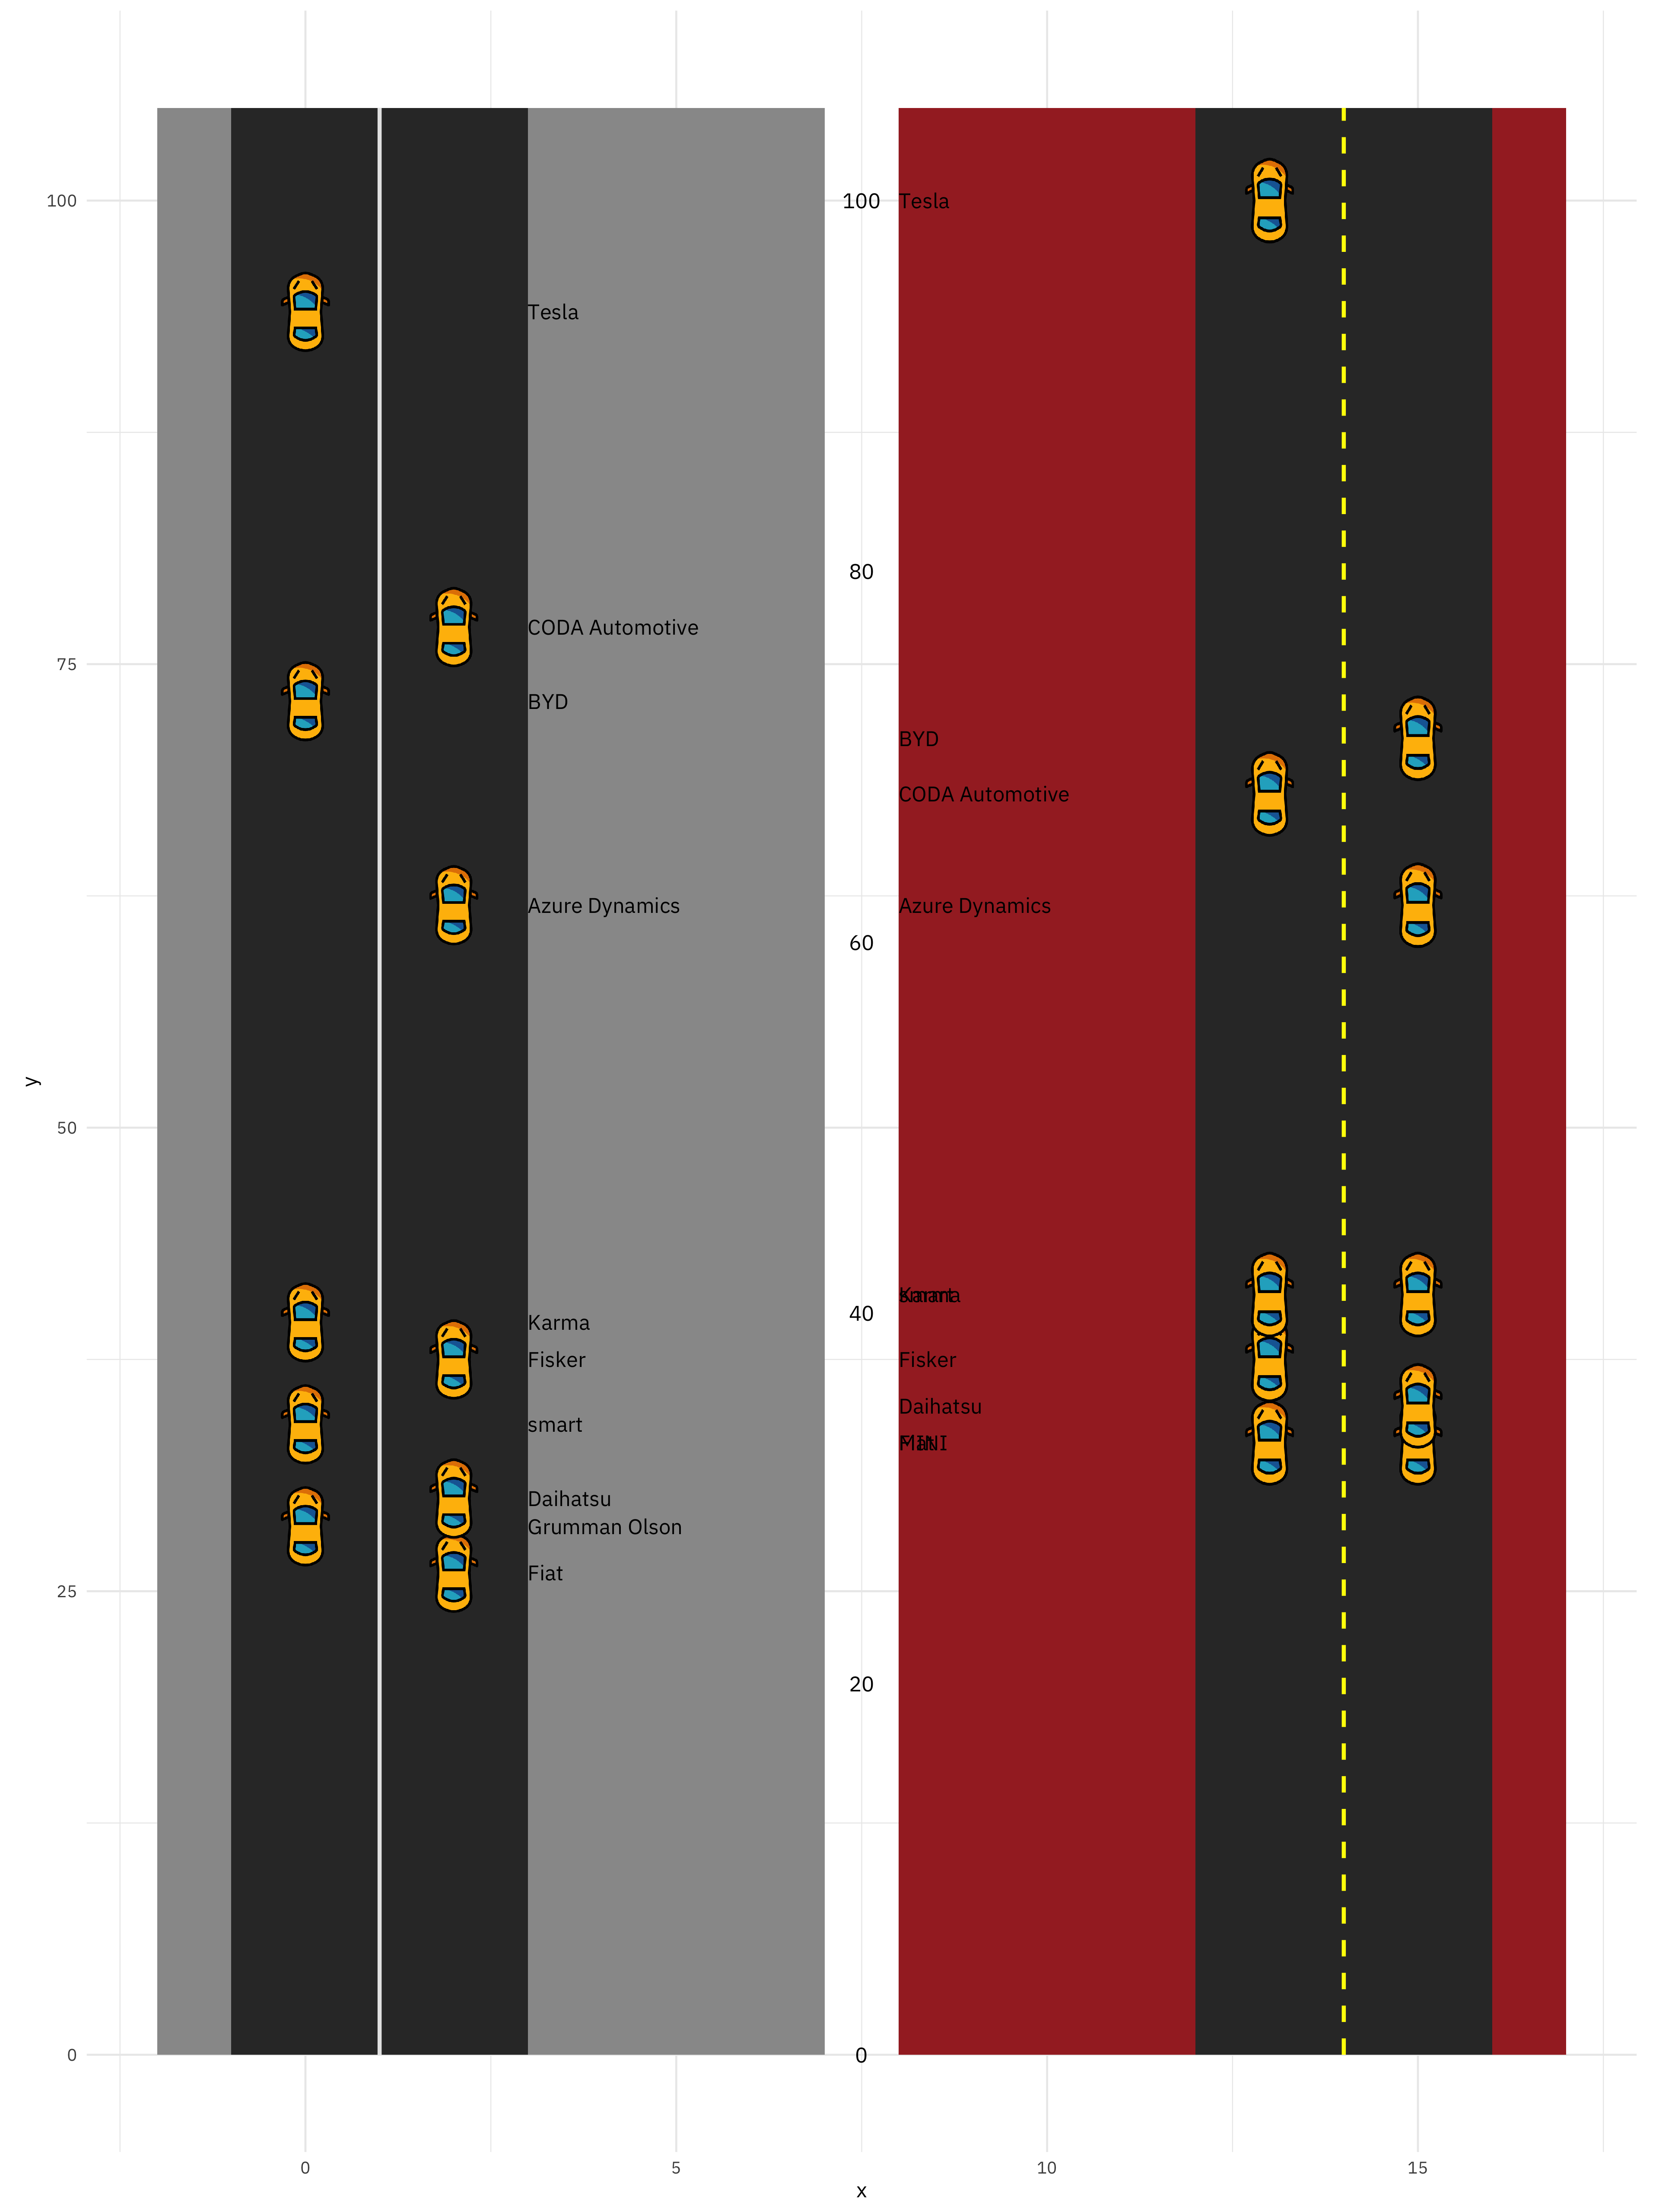 100
100
Tesla
Tesla
80
CODA Automotive
75
BYD
BYD
CODA Automotive
Azure Dynamics
Azure Dynamics
60
y
50
Karma
smart
40
Karma
Fisker
Fisker
Daihatsu
smart
Fiat
MINI
Daihatsu
Grumman Olson
25
Fiat
20
0
0
0
5
10
15
x